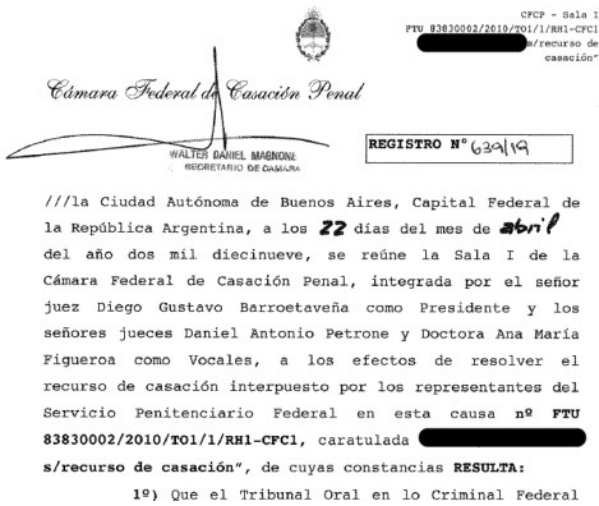 CFCP - Sala I
FTU 83830002/2010/TO1/1/RH1-CFC1
s/recurso de
casación"
Cámara Federal de Casación Penal
WALTER DANIEL MAGNONE
SECRETARIO DE CAMARA
REGISTRO N° 639/19
///la Ciudad Autónoma de Buenos Aires, Capital Federal de
la República Argentina, a los 22 días del mes de abril
del año dos mil diecinueve, se reúne la Sala I de la
Cámara Federal de Casación Penal, integrada por el señor
juez Diego Gustavo Barroetaveña como Presidente y los
señores jueces Daniel Antonio Petrone y Doctora Ana María
Figueroa como Vocales, a los efectos de resolver el
recurso de casación interpuesto por los representantes del
Servicio Penitenciario Federal en esta causa nº FTU
83830002/2010/TO1/1/RH1-CFC1, caratulada
s/recurso de casación", de cuyas constancias RESULTA:
1º) Que el Tribunal Oral en lo Criminal Federal